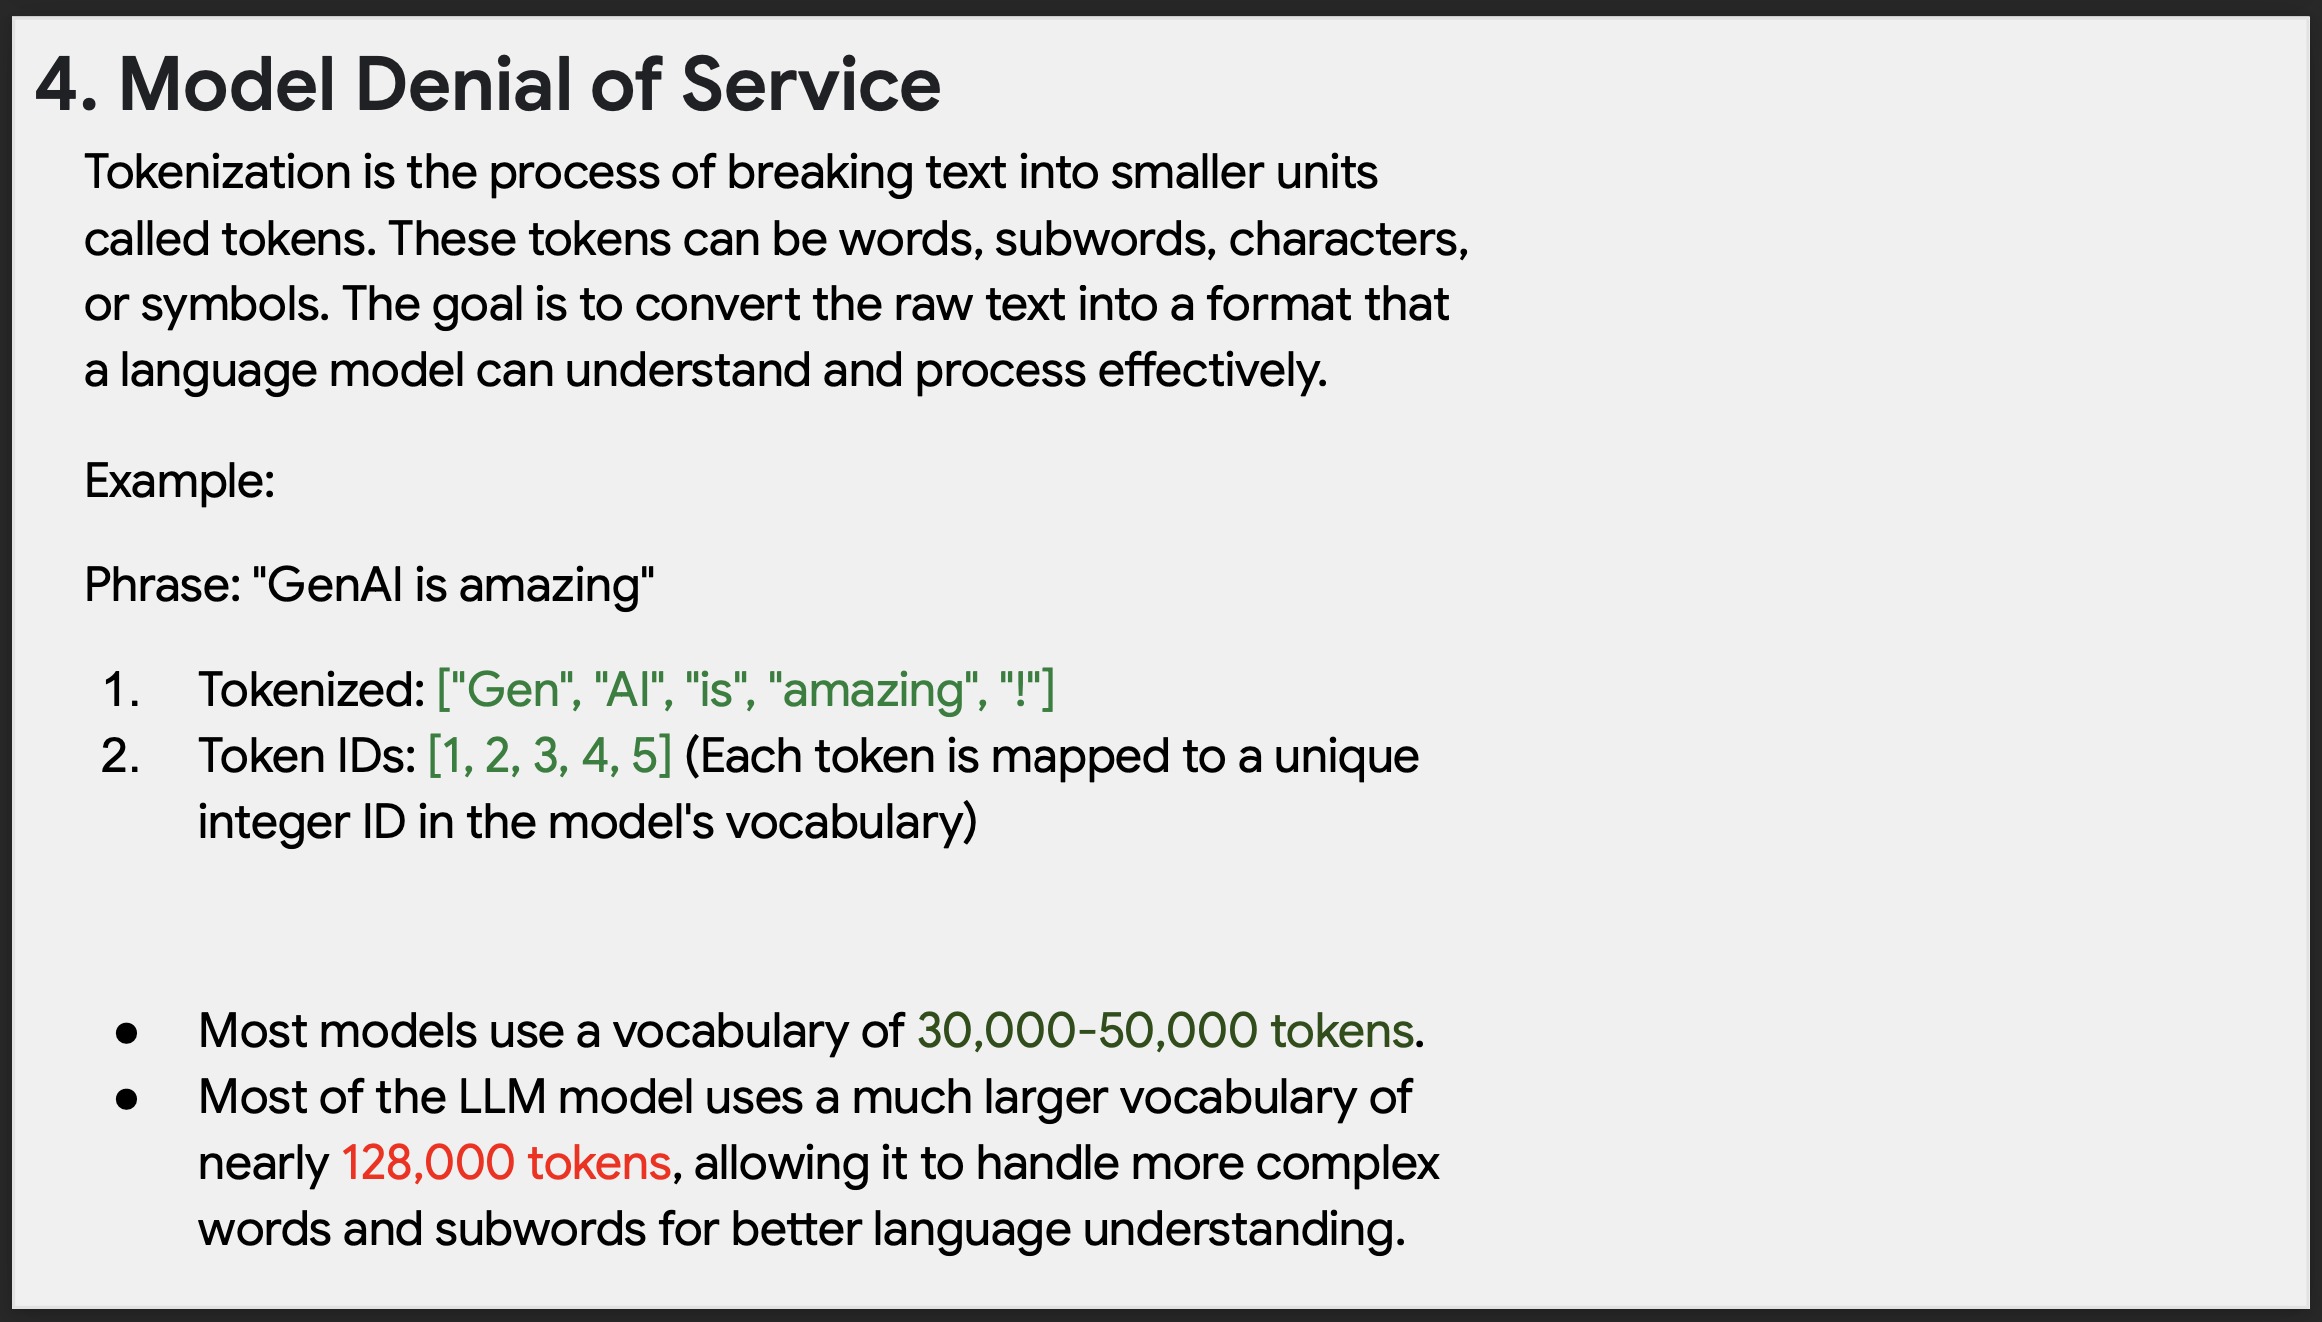 4. Model Denial of Service
Tokenization is the process of breaking text into smaller units
called tokens. These tokens can be words, subwords, characters,
or symbols. The goal is to convert the raw text into a format that
a language model can understand and process effectively.
Example:
Phrase: "GenAI is amazing"
1. Tokenized: ["Gen", "AI", "is", "amazing", "!"]
2. Token IDs: [1, 2, 3, 4, 5] (Each token is mapped to a unique
integer ID in the model's vocabulary)
● Most models use a vocabulary of 30,000-50,000 tokens.
● Most of the LLM model uses a much larger vocabulary of
nearly 128,000 tokens, allowing it to handle more complex
words and subwords for better language understanding.